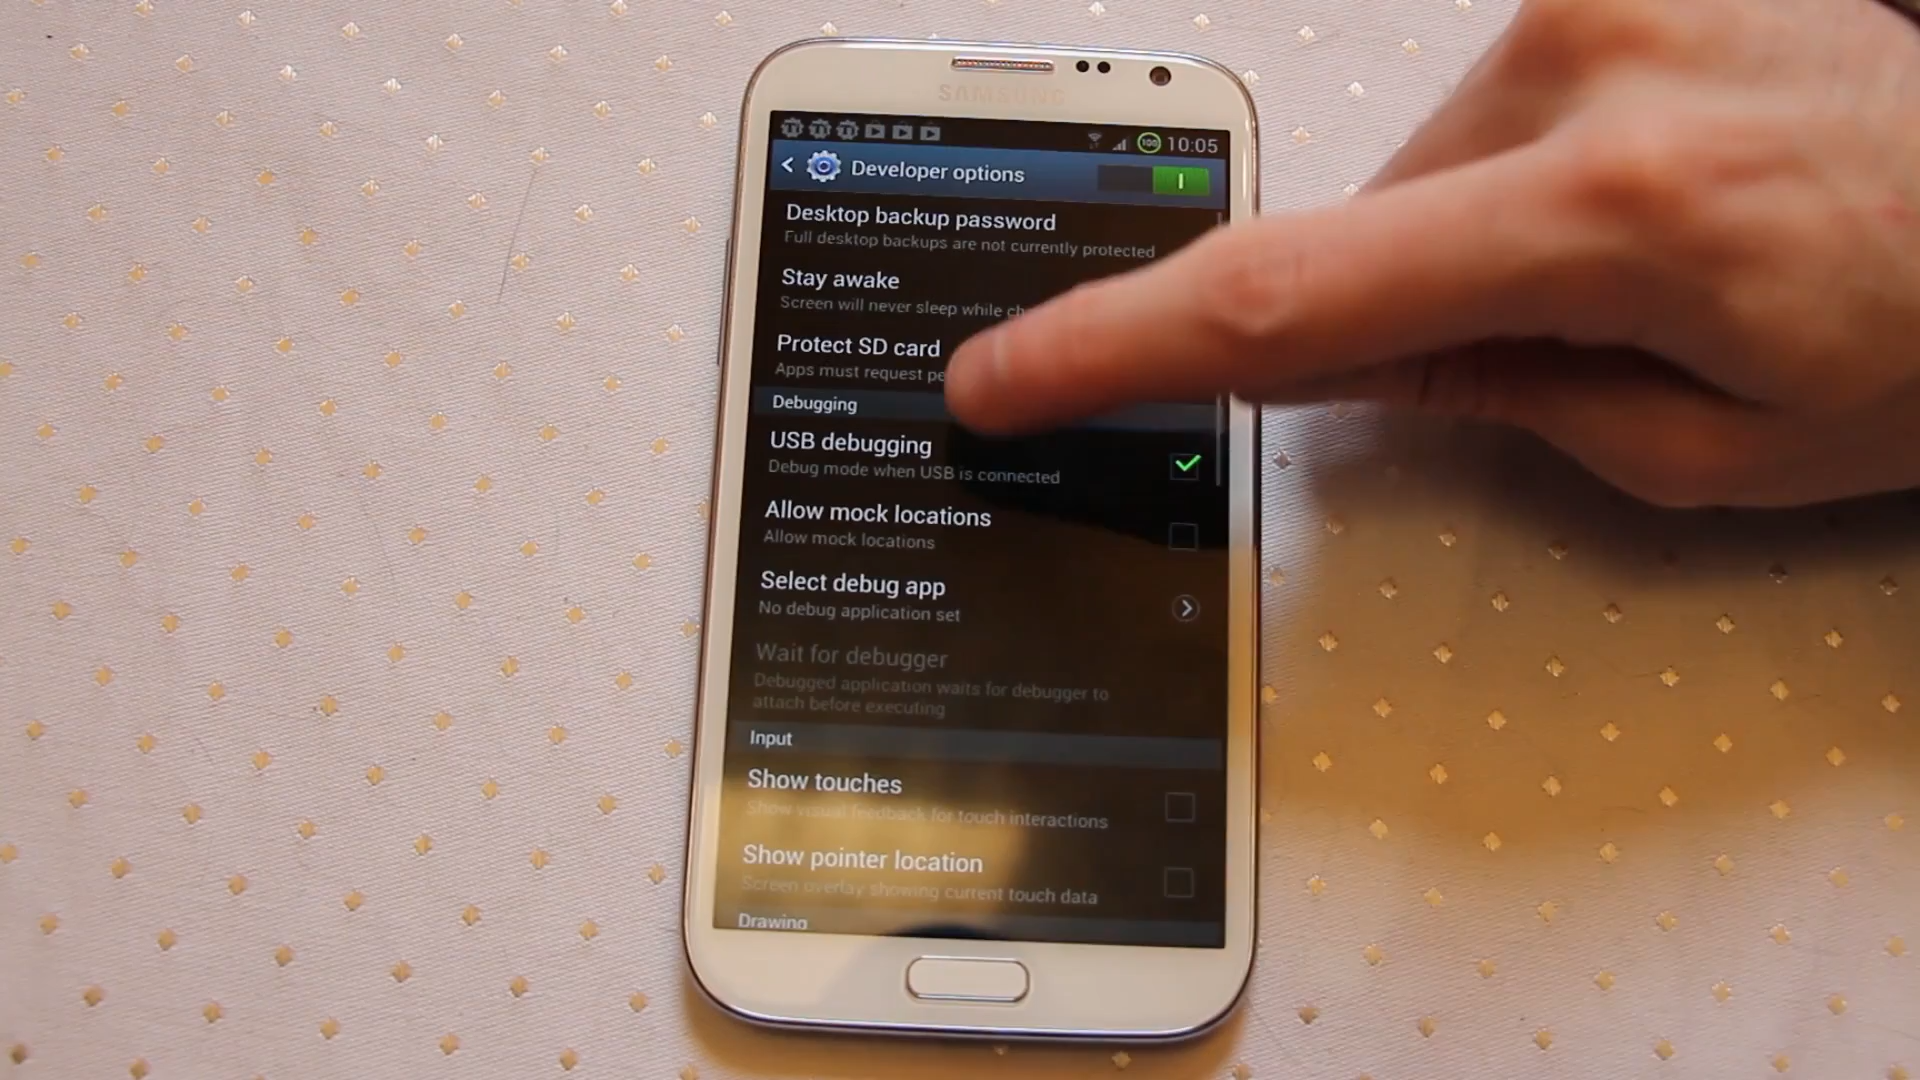 SAMSUNG
100 10:05
Developer options
Desktop backup password
Full desktop backups are not currently protected
Stay awake
Screen will never sleep while
Protect SD card
Apps must request
Debugging
USB debugging
Debug mode when USB is connected
Allow mock locations
Allow mock locations
Select debug app
No debug application set
Wait for debugger
Debugged application waits for debugger to
attach before executing
Input
Show touches
Show visual feedback for touch interactions
Show pointer location
Screen overlay showing current touch data
Drawing